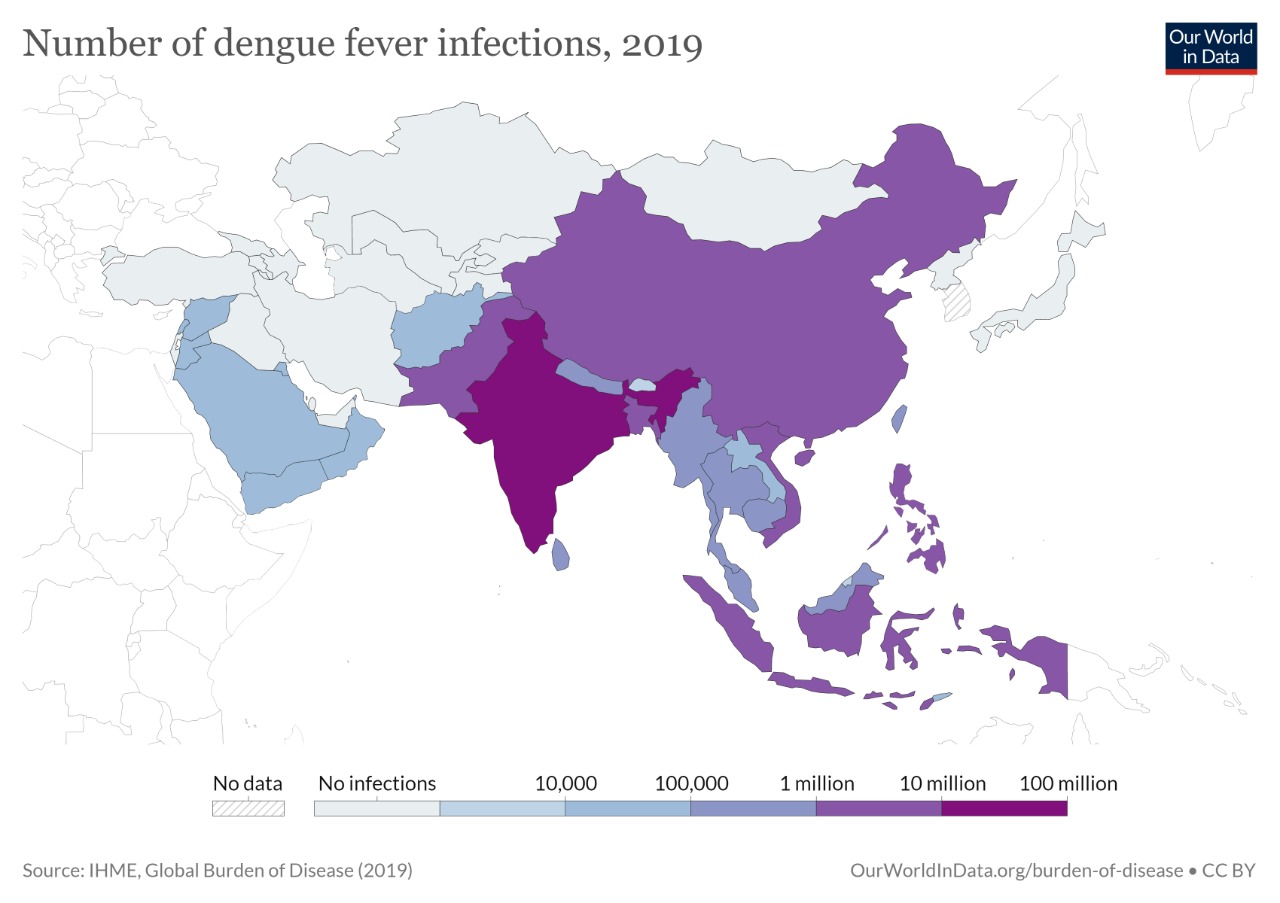 Number of dengue fever infections, 2019
Our World
in Data
No data
No infections
10,000
100,000
1 million
10 million
100 million
Source: IHME, Global Burden of Disease (2019)
OurWorldInData.org/burden-of-disease • CC BY